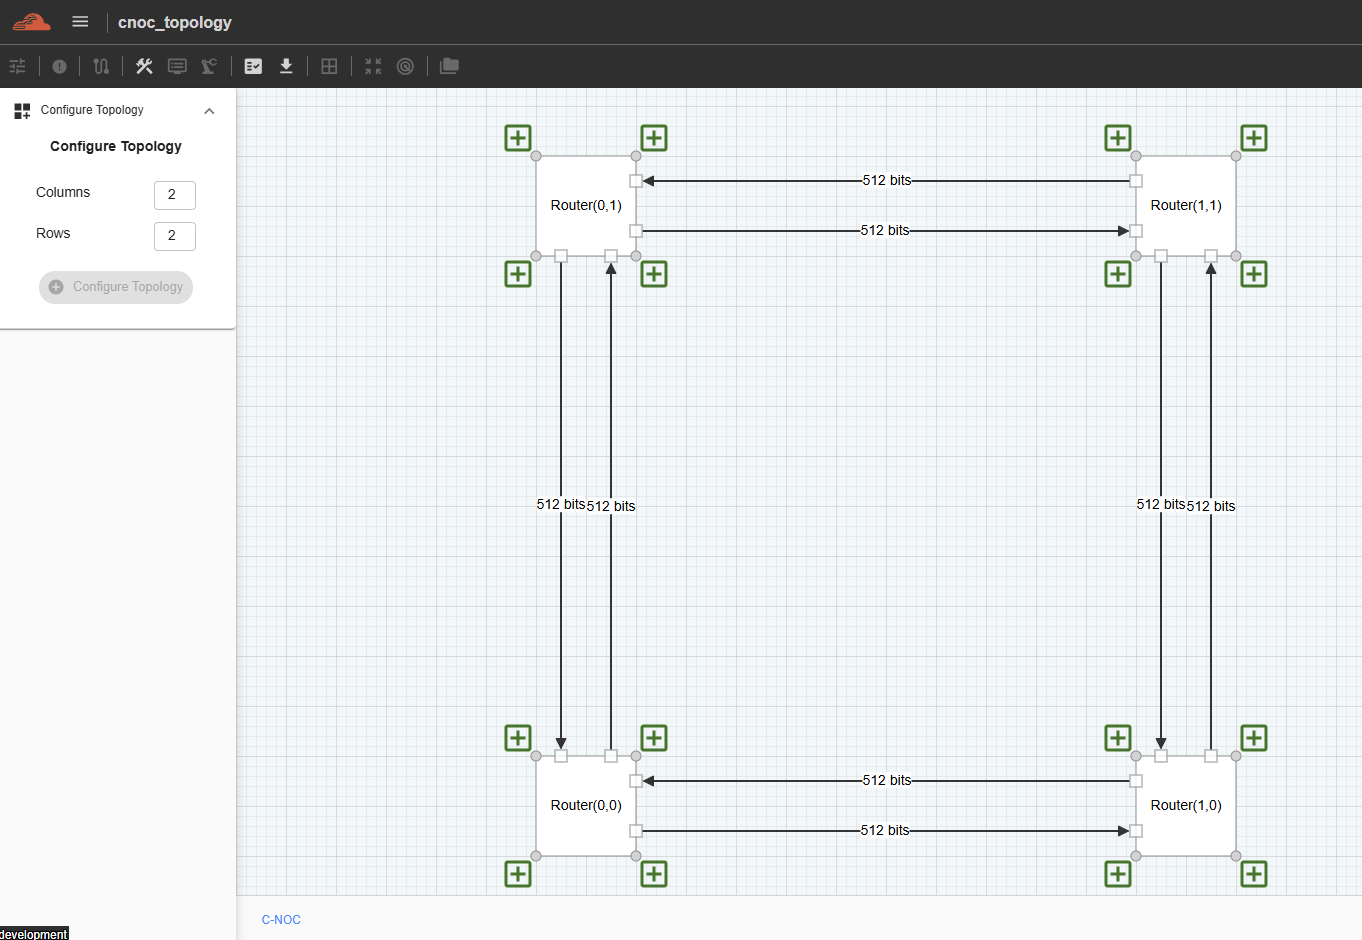 cnoc_topology
Configure Topology
Configure Topology
Columns
2
Rows
2
Configure Topology
Router(0,1)
512 bits
512 bits
Router(1,1)
512 bits
512 bits
512 bits
512 bits
Router(0,0)
512 bits
512 bits
Router(1,0)
C-NOC
development